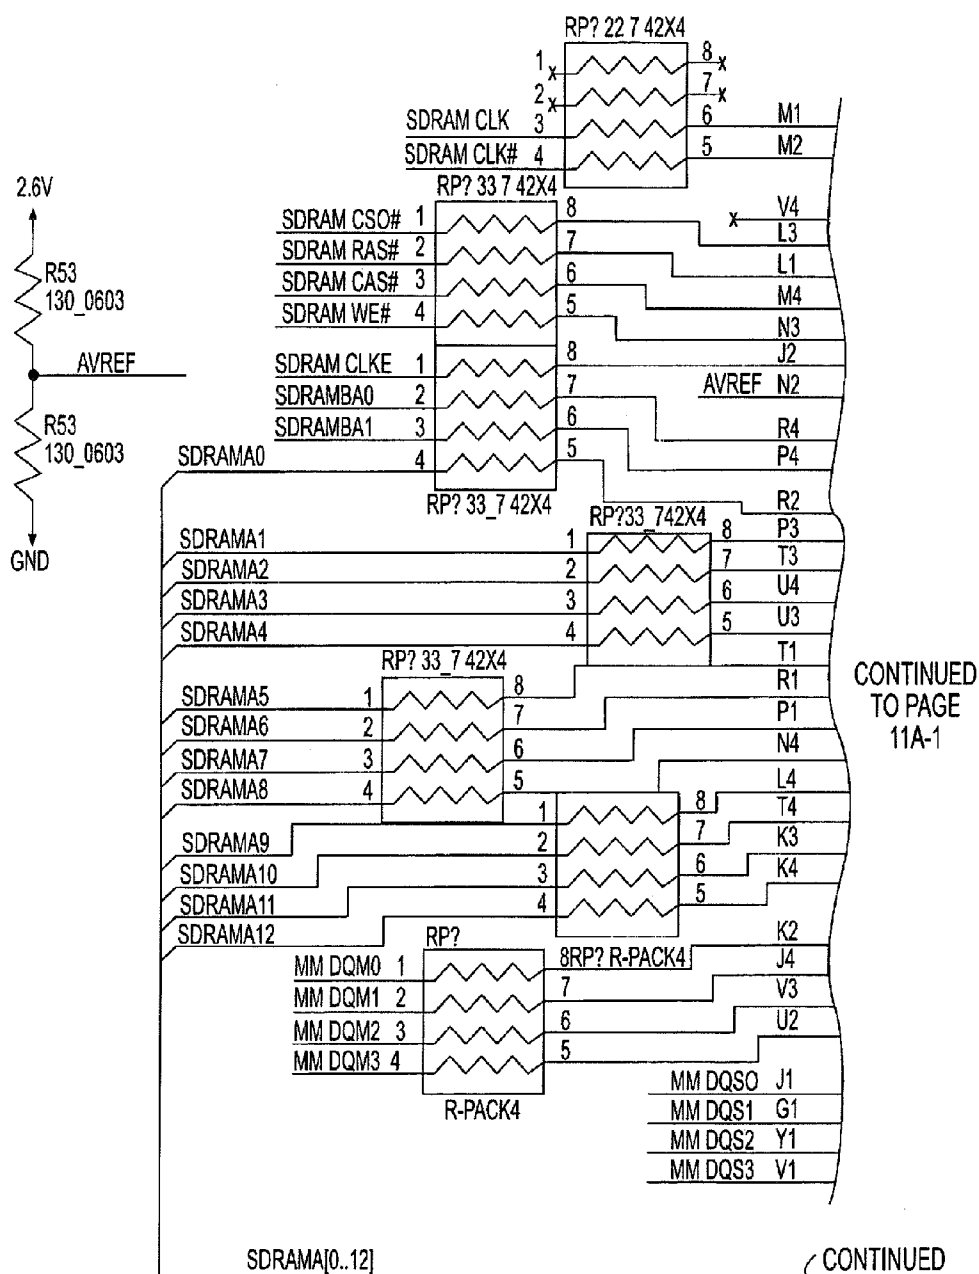 RP? 22 7 42X4
1 x 8 x
2 x 7 x
SDRAM CLK 3 6 M1
SDRAM CLK# 4 5 M2
RP? 33 7 42X4
2.6V
SDRAM CSO# 1 8 x V4
L3
SDRAM RAS# 2 7 L1
SDRAM CAS# 3 6 M4
SDRAM WE# 4 5 N3
R53
130_0603
AVREF
SDRAM CLKE 1 8 J2
SDRAMBA0 2 7 AVREF N2
SDRAMBA1 3 6 R4
P4
R53
130_0603
SDRAMA0 4 5 R2
RP? 33_7 42X4
GND
RP?33_742X4
SDRAMA1 1 8 P3
SDRAMA2 2 7 T3
SDRAMA3 3 6 U4
SDRAMA4 4 5 U3
RP? 33_7 42X4
T1
SDRAMA5 1 8 R1
SDRAMA6 2 7 P1
SDRAMA7 3 6 N4
SDRAMA8 4 5 L4
CONTINUED
TO PAGE
11A-1
SDRAMA9 1 8 T4
SDRAMA10 2 7 K3
SDRAMA11 3 6 K4
SDRAMA12 4 5
RP?
8RP? R-PACK4 K2
MM DQM0 1 J4
MM DQM1 2 7 V3
MM DQM2 3 6 U2
MM DQM3 4 5
R-PACK4
MM DQSO J1
MM DQS1 G1
MM DQS2 Y1
MM DQS3 V1
SDRAMA[0..12]
CONTINUED